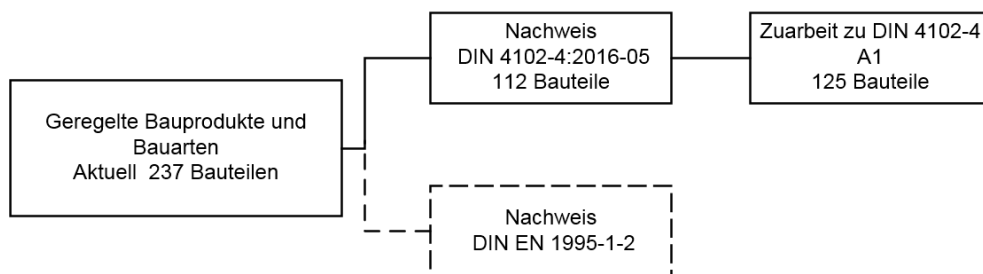 Geregelte Bauprodukte und
Bauarten
Aktuell 237 Bauteilen
Nachweis
DIN 4102-4:2016-05
112 Bauteile
Zuarbeit zu DIN 4102-4
A1
125 Bauteile
Nachweis
DIN EN 1995-1-2